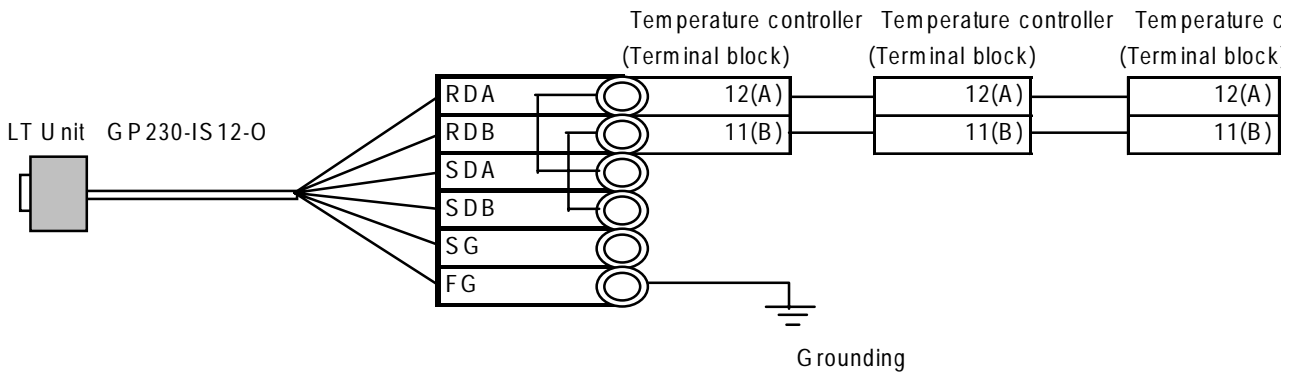 Temperature controller Temperature controller Temperature
(Terminal block) (Terminal block) (Terminal block)
RDA 12(A) 12(A) 12(A)
LT Unit GP230-IS12-O RDB 11(B) 11(B) 11(B)
SDA
SDB
SG
FG
Grounding